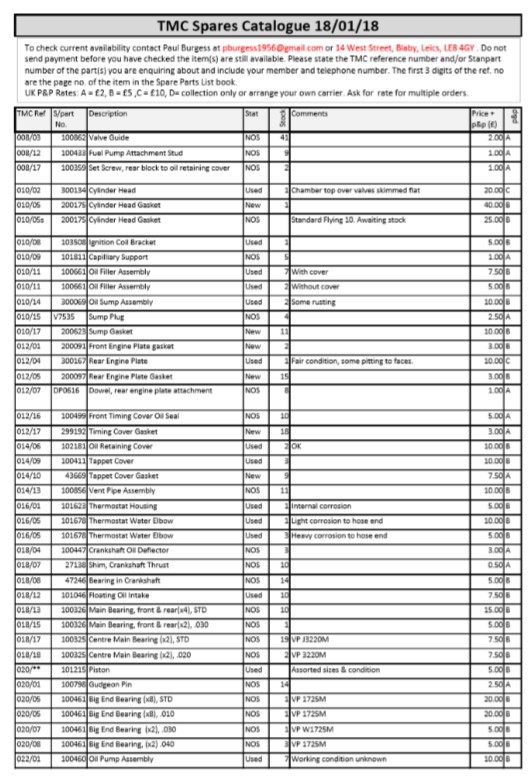 TMC Spares Catalogue 18/01/18
To check current availability contact Paul Burgess at pburgess1956@gmail.com or 14 West Street, Blaby, Leics, LE8 4GY . Do not
send payment before you have checked the item(s) are still available. Please state the TMC reference number and/or Stanpart
number of the part(s) you are enquiring about and include your member and telephone number. The first 3 digits of the ref. no
are the page no. of the item in the Spare Parts List book.
UK P&P Rates: A = £2, B = £5 ,C = £10, D= collection only or arrange your own carrier. Ask for rate for multiple orders.
TMC Ref S/part No. Description Stat Stock Comments Price + p&p (£) p&p
008/03 100862 Valve Guide NOS 41 2.00 A
008/12 100433 Fual Pump Attachment Stud NOS 9 1.00 A
008/17 100359 Set Screw, rear block to oil retaining cover NOS 2 1.00 A
010/02 300134 Cylinder Head Used 1 Chamber top over valves skimmed flat 20.00 C
010/05 200175 Cylinder Head Gasket New 1 40.00 B
010/05s 200175 Cylinder Head Gasket NOS Standard Flying 10. Awaiting stock 25.00 B
010/08 103508 Ignition Coil Bracket Used 1 5.00 B
010/09 101811 Capilliary Support NOS 5 1.00 A
010/11 100661 Oil Filler Assembly Used 7 With cover 7.50 B
010/11 100661 Oil Filler Assembly Used 2 Without cover 5.00 B
010/14 300069 Oil Sump Assembly Used 2 Some rusting 10.00 B
010/15 V7535 Sump Plug NOS 4 2.50 A
010/17 200623 Sump Gasket New 11 10.00 B
012/01 200091 Front Engine Plate gasket New 2 3.00 B
012/04 300167 Rear Engine Plate Used 1 Fair condition, some pitting to faces. 10.00 C
012/05 200097 Rear Engine Plate Gasket New 15 3.00 B
012/07 DP0616 Dowel, rear engine plate attachment NOS 8 1.00 A
012/16 100499 Front Timing Cover Oil Seal NOS 10 5.00 A
012/17 299192 Timing Cover Gasket New 18 3.00 A
014/06 102181 Oil Retaining Cover Used 2 OK 10.00 B
014/09 100411 Tappet Cover Used 3 10.00 B
014/10 43669 Tappet Cover Gasket New 9 7.50 A
014/13 100856 Vent Pipe Assembly NOS 11 10.00 B
016/01 101623 Thermostat Housing Used 1 Internal corrosion 5.00 B
016/05 101678 Thermostat Water Elbow Used 1 Light corrosion to hose end 10.00 B
016/05 101678 Thermostat Water Elbow Used 3 Heavy corrosion to hose end 5.00 B
018/04 100447 Crankshaft Oil Deflector NOS 3 3.00 A
018/07 27138 Shim, Crankshaft Thrust NOS 10 0.50 A
018/08 47246 Bearing in Crankshaft NOS 14 5.00 B
018/12 101046 Floating Oil Intake Used 10 7.50 B
018/13 100326 Main Bearing, front & rear(x4), STD NOS 10 15.00 B
018/15 100326 Main Bearing, front & rear(x2), .030 NOS 1 5.00 B
018/17 100325 Centre Main Bearing (x2), STD NOS 19 VP J3220M 7.50 B
018/18 100325 Centre Main Bearing (x2), .020 NOS 2 VP 3220M 7.50 B
020/** 101215 Piston Used Assorted sizes & condition 5.00 B
020/01 100798 Gudgeon Pin NOS 14 2.50 A
020/05 100461 Big End Bearing (x8), STD NOS 1 VP 1725M 20.00 B
020/05 100461 Big End Bearing (x8), .010 NOS 1 VP 1725M 20.00 B
020/07 100461 Big End Bearing (x2), .030 NOS 1 VP W1725M 5.00 B
020/08 100461 Big End Bearing, (x2) .040 NOS 3 VP 1725M 5.00 B
022/01 100460 Oil Pump Assembly Used 7 Working condition unknown 10.00 B